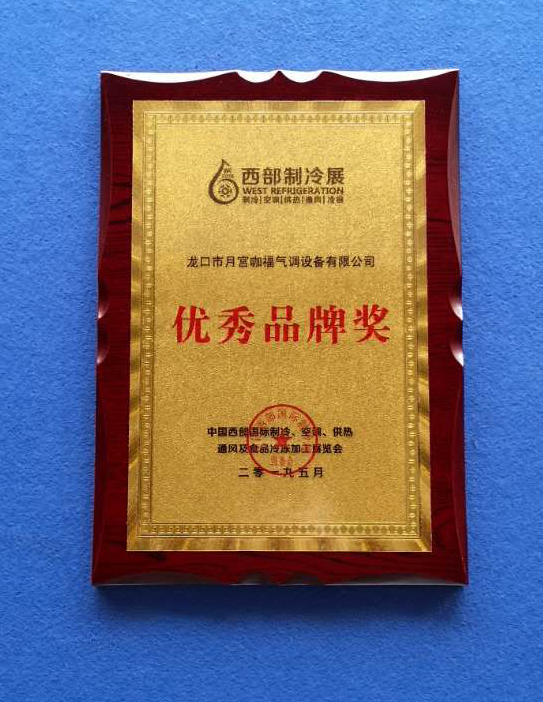 西部制冷展
WEST REFRIGERATION
制冷|空调|供热|通风|冷链
龙口市月宫咖福气调设备有限公司
优秀品牌奖
中国西部国际制冷、空调、供热
通风及食品冷冻加工展览会
二零一九五月